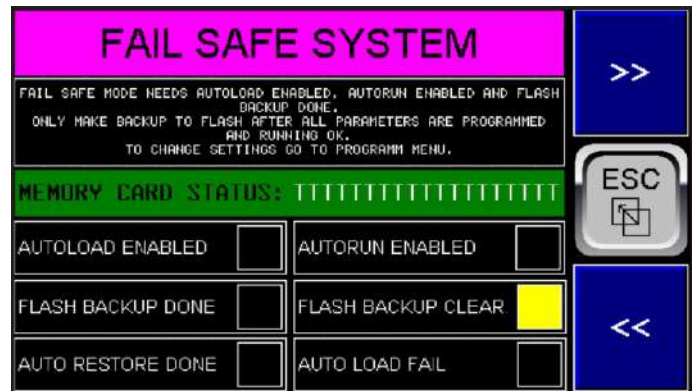 FAIL SAFE SYSTEM
>>
FAIL SAFE MODE NEEDS AUTOLOAD ENABLED, AUTORUN ENABLED AND FLASH
BACKUP DONE.
ONLY MAKE BACKUP TO FLASH AFTER ALL PARAMETERS ARE PROGRAMMED
AND RUNNING OK.
TO CHANGE SETTINGS GO TO PROGRAMM MENU.
ESC
MEMORY CARD STATUS: TTTTTTTTTTTTTTTTTTTT
AUTOLOAD ENABLED
AUTORUN ENABLED
FLASH BACKUP DONE
FLASH BACKUP CLEAR
<<
AUTO RESTORE DONE
AUTO LOAD FAIL